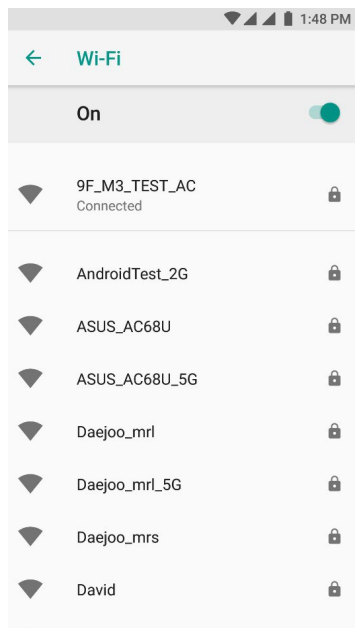 1:48 PM
Wi-Fi
On
9F_M3_TEST_AC
Connected
AndroidTest_2G
ASUS_AC68U
ASUS_AC68U_5G
Daejoo_mrl
Daejoo_mrl_5G
Daejoo_mrs
David